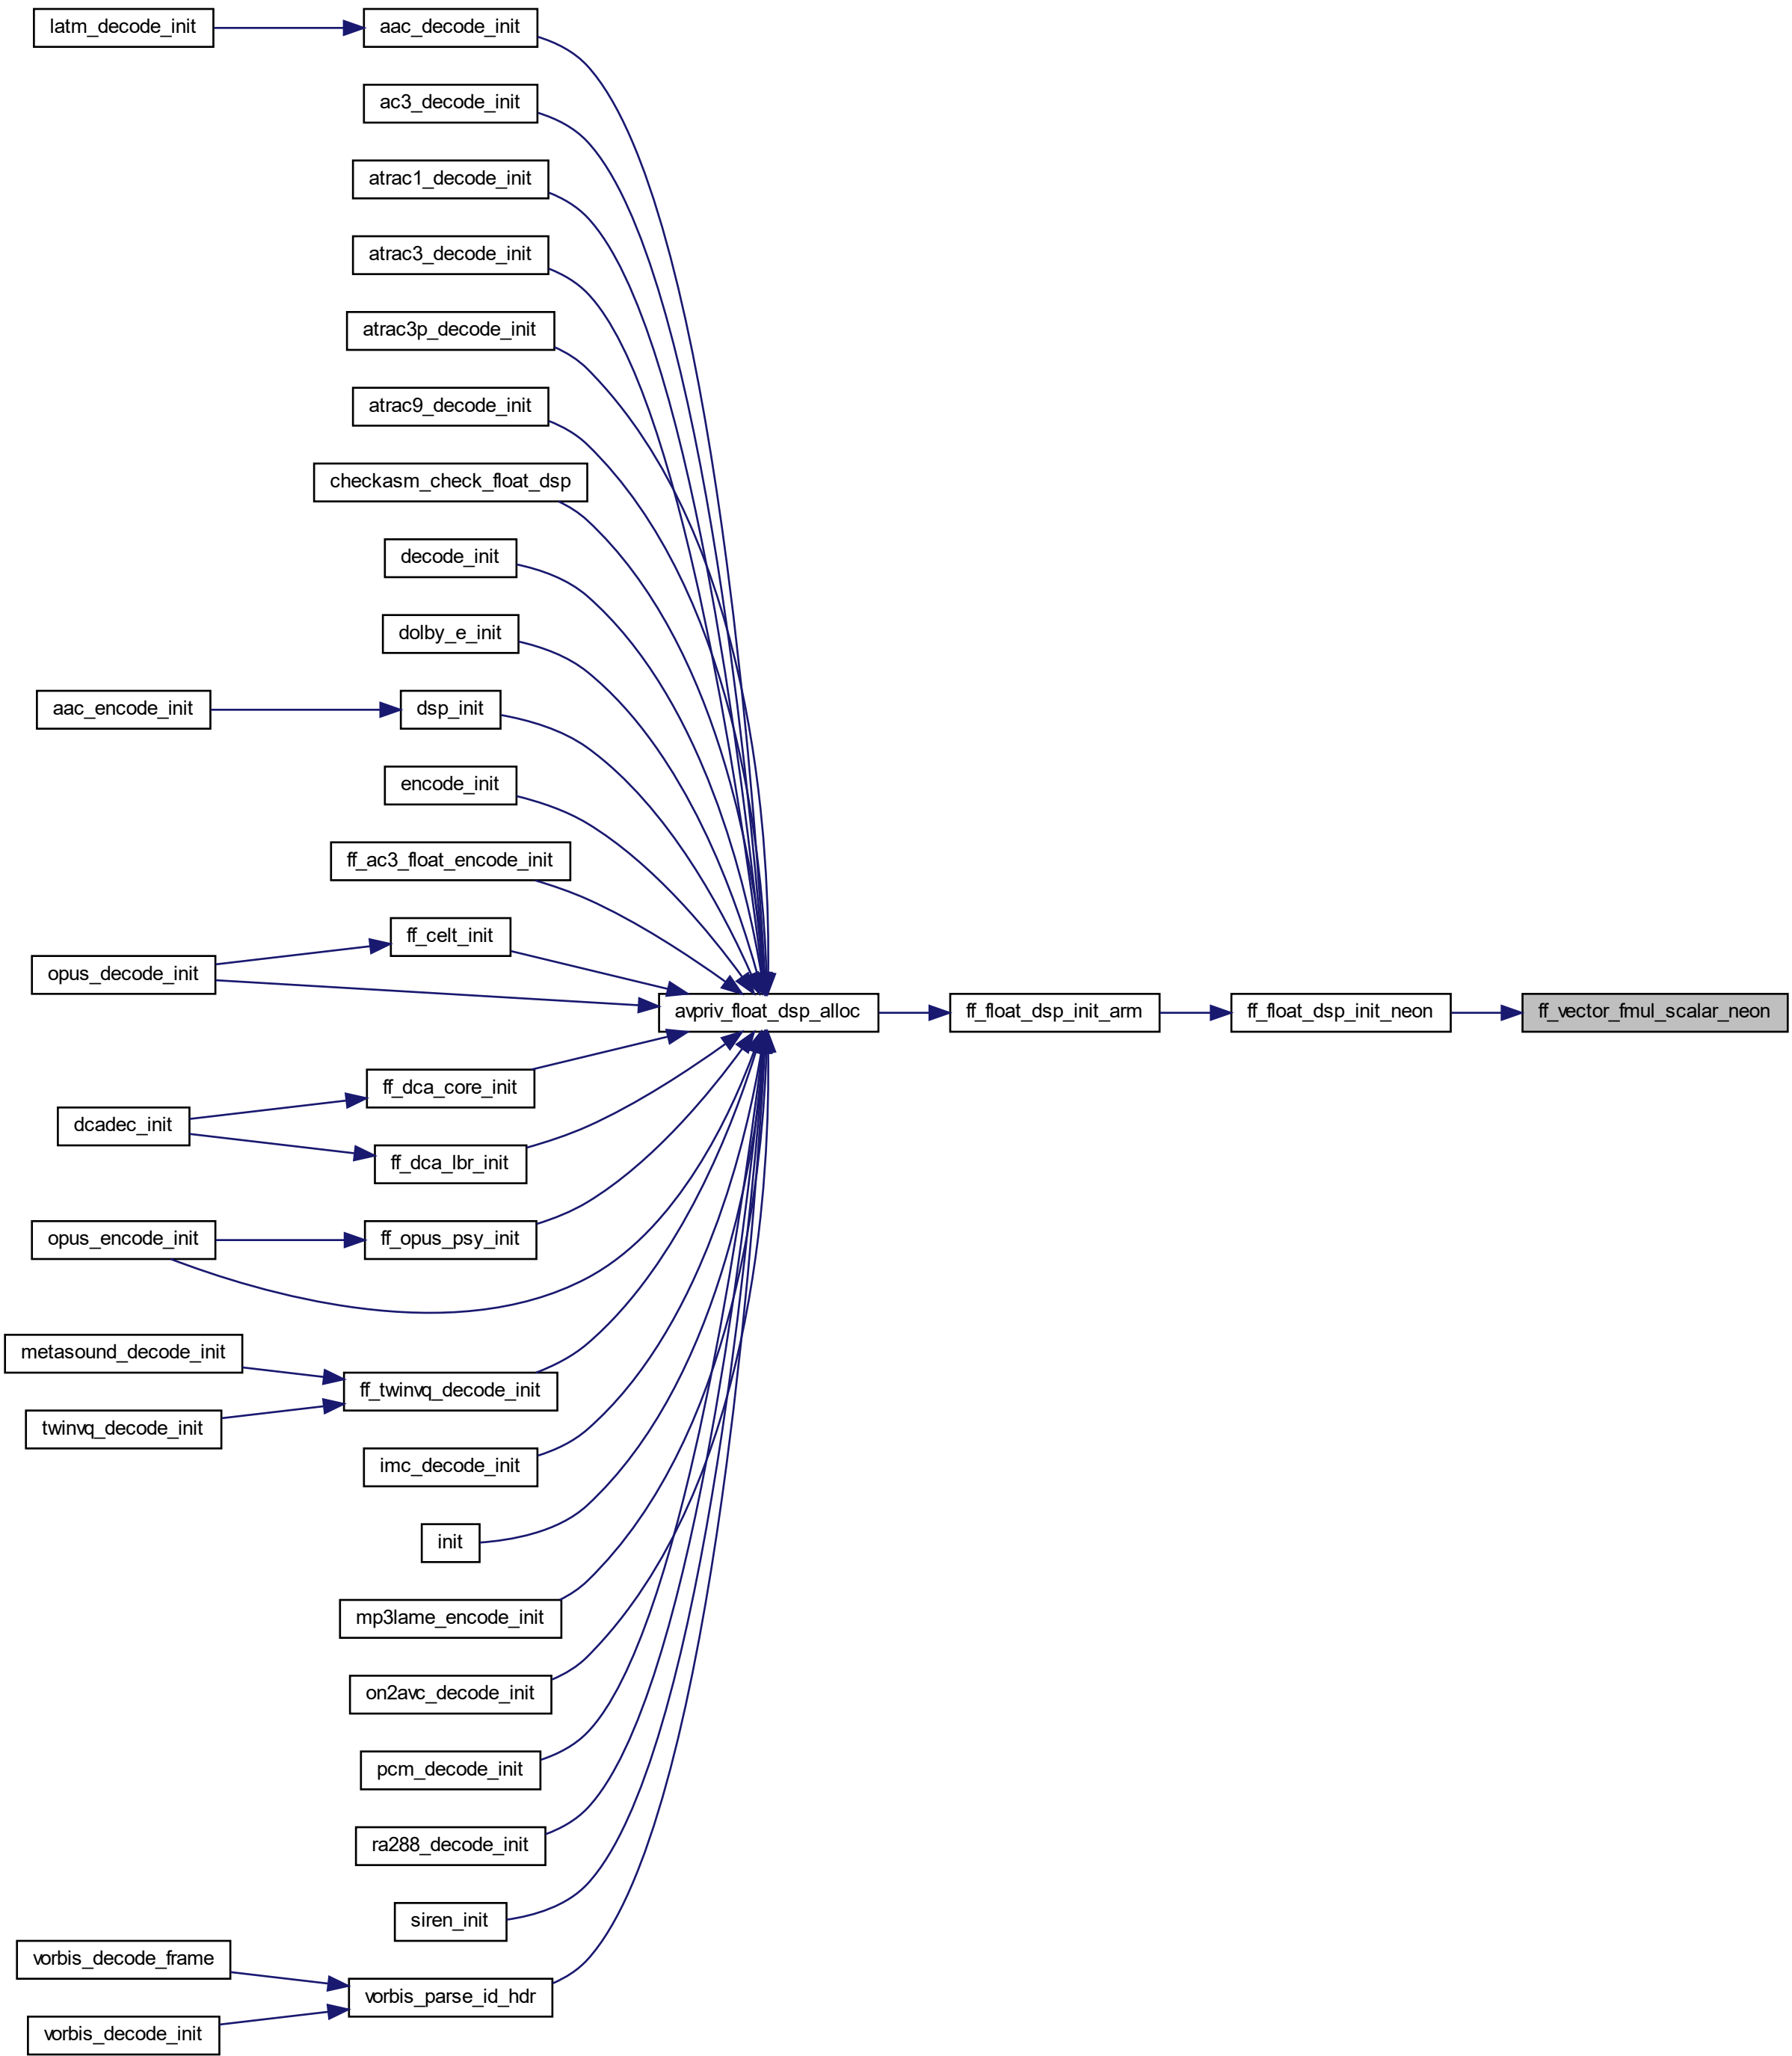 latm_decode_init
aac_decode_init
ac3_decode_init
atrac1_decode_init
atrac3_decode_init
atrac3p_decode_init
atrac9_decode_init
checkasm_check_float_dsp
decode_init
dolby_e_init
aac_encode_init
dsp_init
encode_init
ff_ac3_float_encode_init
ff_celt_init
opus_decode_init
avpriv_float_dsp_alloc
ff_float_dsp_init_arm
ff_float_dsp_init_neon
ff_vector_fmul_scalar_neon
ff_dca_core_init
dcadec_init
ff_dca_lbr_init
opus_encode_init
ff_opus_psy_init
metasound_decode_init
ff_twinvq_decode_init
twinvq_decode_init
imc_decode_init
init
mp3lame_encode_init
on2avc_decode_init
pcm_decode_init
ra288_decode_init
siren_init
vorbis_decode_frame
vorbis_parse_id_hdr
vorbis_decode_init